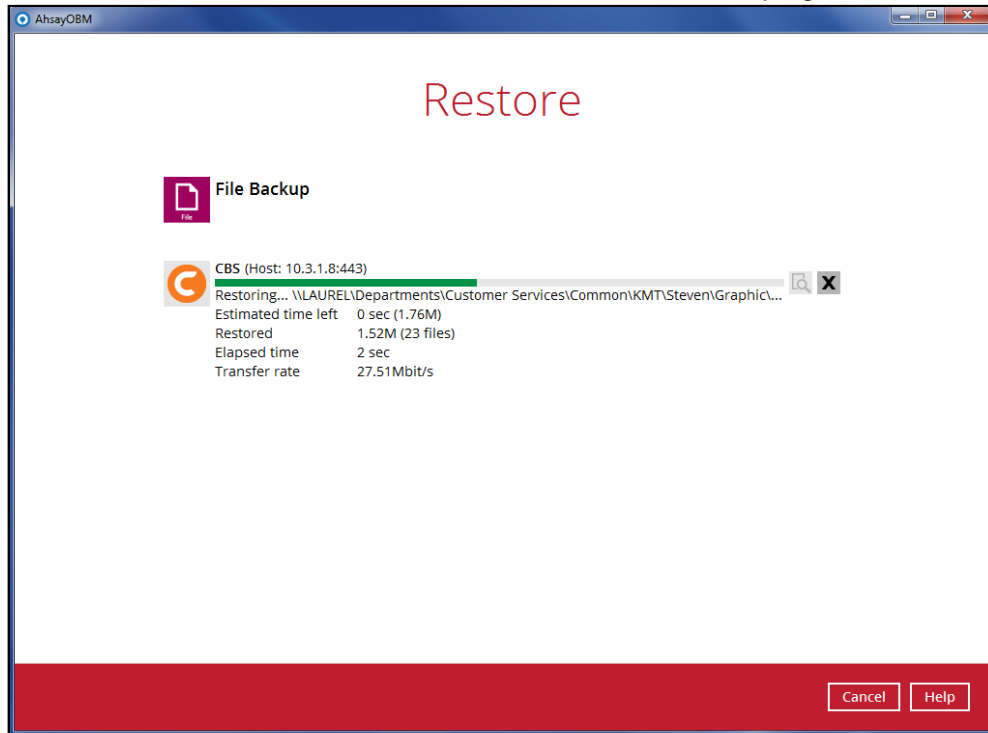 AhsayOBM
Restore
File Backup
File
CBS (Host: 10.3.1.8:443)
X
Restoring... \\LAUREL\Departments\Customer Services\Common\KMT\Steven\Graphic\...
Estimated time left 0 sec (1.76M)
Restored 1.52M (23 files)
Elapsed time 2 sec
Transfer rate 27.51Mbit/s
Cancel Help